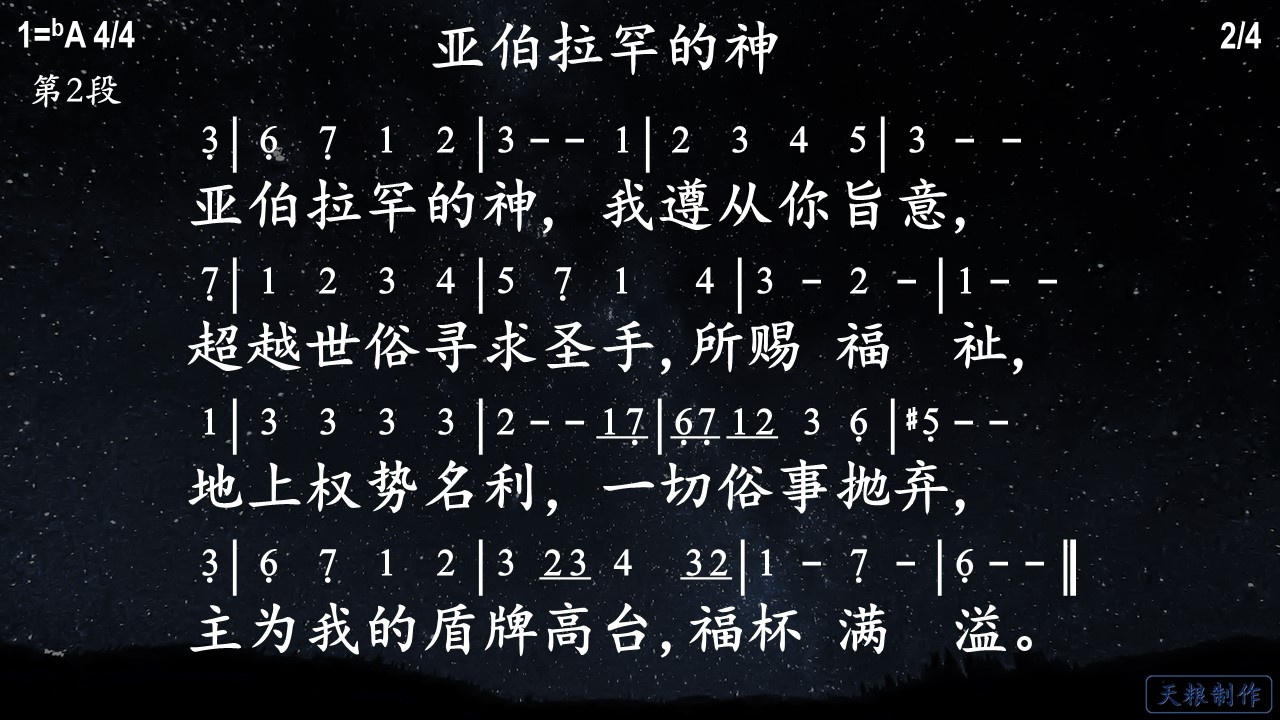 1=ᵇA 4/4
亚伯拉罕的神
2/4
第2段
3̣ | 6̣ 7̣ 1 2 | 3 – – 1 | 2 3 4 5 | 3 – –
亚伯拉罕的神, 我遵从你旨意,
7̣ | 1 2 3 4 | 5 7̣ 1 4 | 3 – 2 – | 1 – –
超越世俗寻求圣手, 所赐 福 祉,
1 | 3 3 3 3 | 2 – – 17̣ | 6̣7̣ 12 3 6̣ | #5̣ – –
地上权势名利, 一切俗事抛弃,
3̣ | 6̣ 7̣ 1 2 | 3 23 4 32 | 1 – 7̣ – | 6̣ – – ‖
主为我的盾牌高台, 福杯 满 溢。
天粮制作